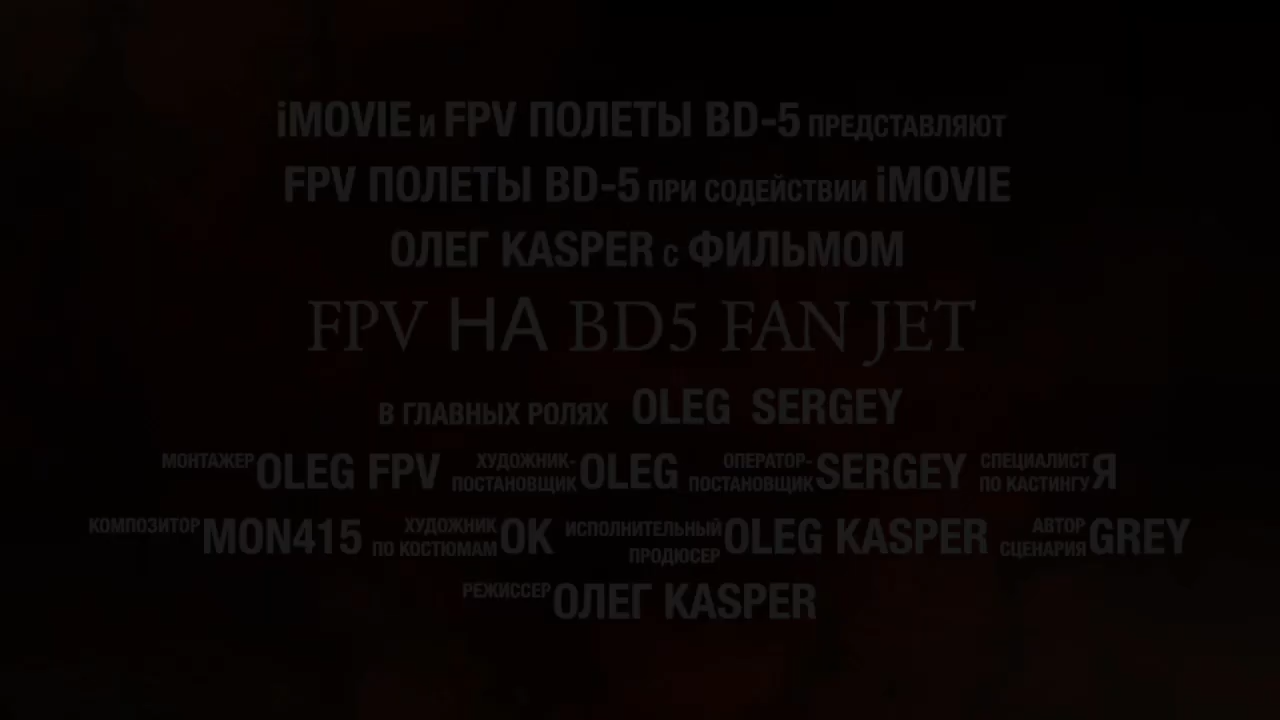 iMOVIE И FPV ПОЛЕТЫ BD-5 ПРЕДСТАВЛЯЮТ
FPV ПОЛЕТЫ BD-5 ПРИ СОДЕЙСТВИИ iMOVIE
ОЛЕГ KASPER С ФИЛЬМОМ
FPV НА BD5 FAN JET
В ГЛАВНЫХ РОЛЯХ OLEG SERGEY
МОНТАЖЕР OLEG FPV ХУДОЖНИК-ПОСТАНОВЩИК OLEG ОПЕРАТОР-ПОСТАНОВЩИК SERGEY СПЕЦИАЛИСТ ПО КАСТИНГУ Я
КОМПОЗИТОР MON415 ХУДОЖНИК ПО КОСТЮМАМ OK ИСПОЛНИТЕЛЬНЫЙ ПРОДЮСЕР OLEG KASPER АВТОР СЦЕНАРИЯ GREY
РЕЖИССЕР ОЛЕГ KASPER